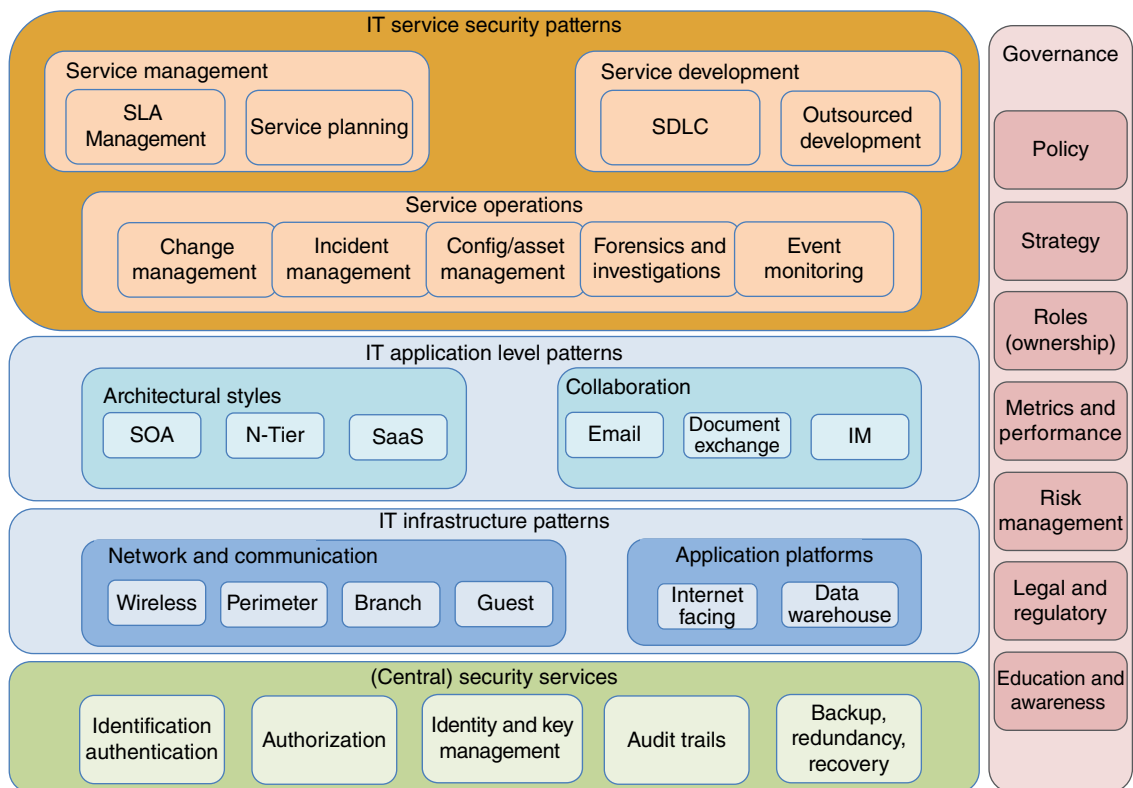 IT service security patterns
Service management
SLA
Management
Service planning
Service development
SDLC
Outsourced
development
Service operations
Change
management
Incident
management
Config/asset
management
Forensics and
investigations
Event
monitoring
IT application level patterns
Architectural styles
SOA
N-Tier
SaaS
Collaboration
Email
Document
exchange
IM
IT infrastructure patterns
Network and communication
Wireless
Perimeter
Branch
Guest
Application platforms
Internet
facing
Data
warehouse
(Central) security services
Identification
authentication
Authorization
Identity and key
management
Audit trails
Backup,
redundancy,
recovery
Governance
Policy
Strategy
Roles
(ownership)
Metrics and
performance
Risk
management
Legal and
regulatory
Education and
awareness